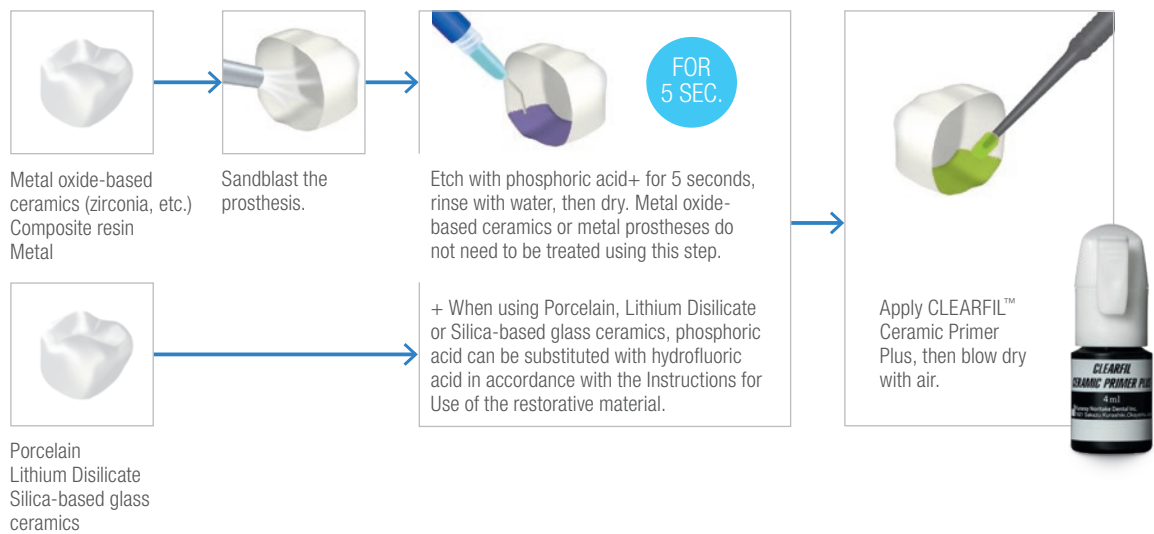 FOR
5 SEC.
Metal oxide-based
ceramics (zirconia, etc.)
Composite resin
Metal
Sandblast the
prosthesis.
Etch with phosphoric acid+ for 5 seconds,
rinse with water, then dry. Metal oxide-
based ceramics or metal prostheses do
not need to be treated using this step.
+ When using Porcelain, Lithium Disilicate
or Silica-based glass ceramics, phosphoric
acid can be substituted with hydrofluoric
acid in accordance with the Instructions for
Use of the restorative material.
Porcelain
Lithium Disilicate
Silica-based glass
ceramics
Apply CLEARFIL™
Ceramic Primer
Plus, then blow dry
with air.
CLEARFIL
CERAMIC PRIMER PLUS
4 ml
Noritake Dental Inc.